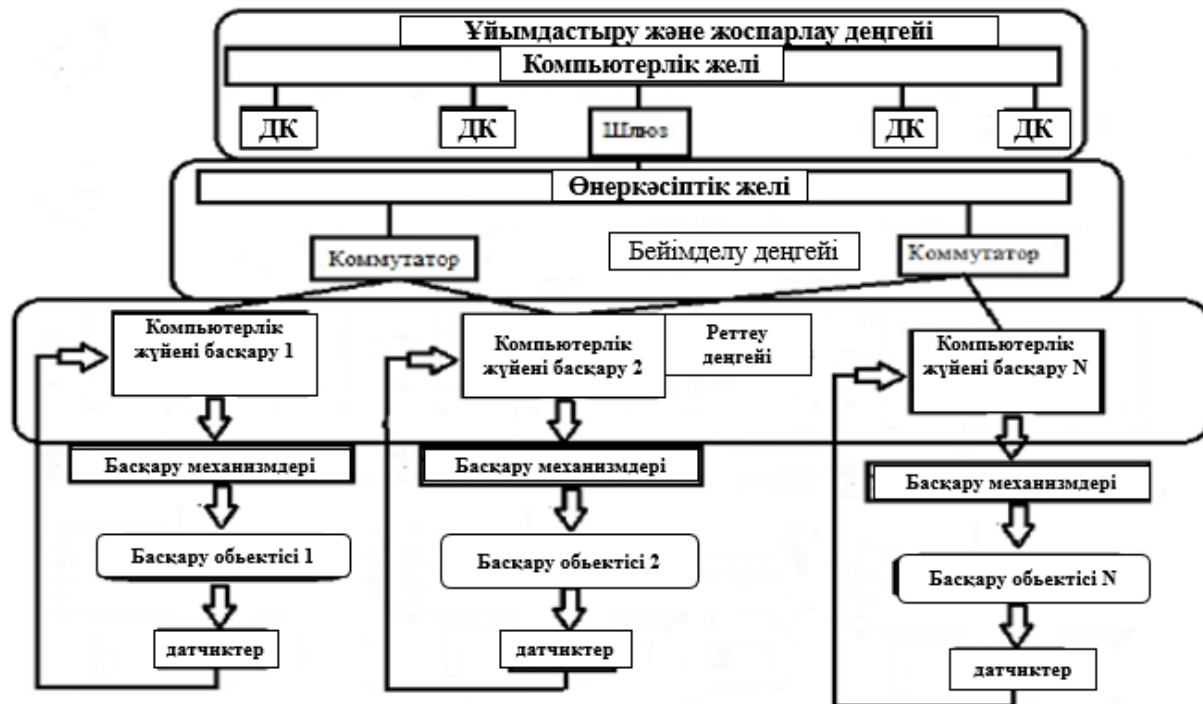 Ұйымдастыру және жоспарлау деңгейі
Компьютерлік желі
ДК
ДК
Шлюз
ДК
ДК
Өнеркәсіптік желі
Коммутатор
Бейімделу деңгейі
Коммутатор
Компьютерлік
жүйені басқару 1
Компьютерлік
жүйені басқару 2
Реттеу
деңгейі
Компьютерлік
жүйені басқару N
Басқару механизмдері
Басқару механизмдері
Басқару механизмдері
Басқару обьектісі 1
Басқару обьектісі 2
Басқару обьектісі N
датчиктер
датчиктер
датчиктер